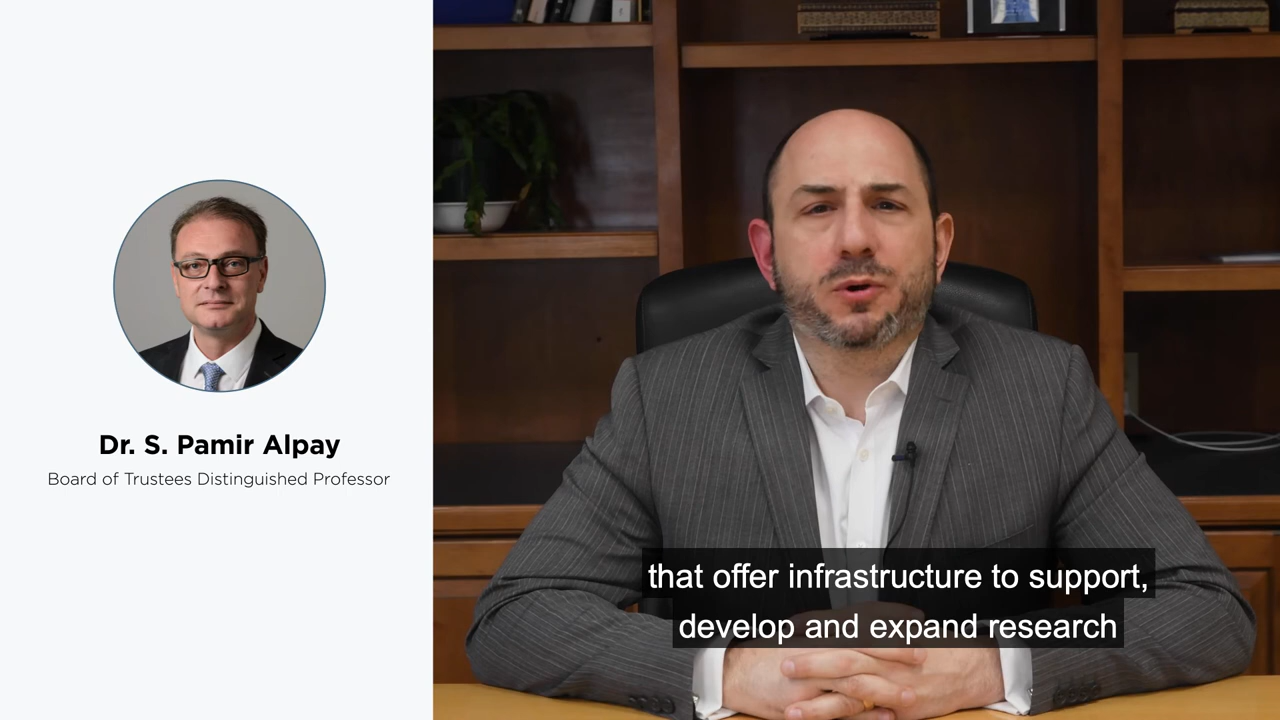 Dr. S. Pamir Alpay
Board of Trustees Distinguished Professor
that offer infrastructure to support,
develop and expand research